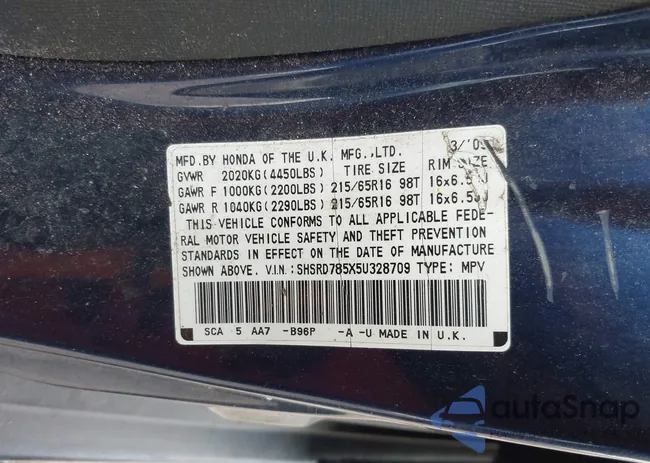 MFD.BY HONDA OF THE U.K. MFG.,LTD. 3/'05
GVWR 2020KG(4450LBS) TIRE SIZE RIM SIZE
GAWR F 1000KG(2200LBS) 215/65R16 98T 16x6.5J
GAWR R 1040KG(2290LBS) 215/65R16 98T 16x6.5J
THIS VEHICLE CONFORMS TO ALL APPLICABLE FEDE-
RAL MOTOR VEHICLE SAFETY AND THEFT PREVENTION
STANDARDS IN EFFECT ON THE DATE OF MANUFACTURE
SHOWN ABOVE. V.I.N.:SHSRD785X5U328709 TYPE: MPV
SCA 5 AA7 -B96P -A -U MADE IN U.K.
autoSnap